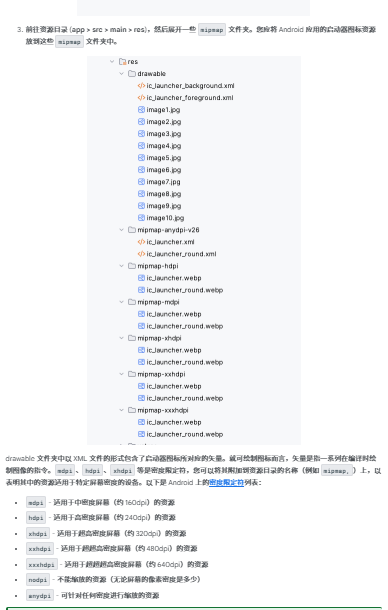 3. 前往资源目录 (app > src > main > res)，然后展开一些 mipmap 文件夹。您应将 Android 应用的启动器图标资源
放到这些 mipmap 文件夹中。
res
drawable
ic_launcher_background.xml
ic_launcher_foreground.xml
image1.jpg
image2.jpg
image3.jpg
image4.jpg
image5.jpg
image6.jpg
image7.jpg
image8.jpg
image9.jpg
image10.jpg
mipmap-anydpi-v26
ic_launcher.xml
ic_launcher_round.xml
mipmap-hdpi
ic_launcher.webp
ic_launcher_round.webp
mipmap-mdpi
ic_launcher.webp
ic_launcher_round.webp
mipmap-xhdpi
ic_launcher.webp
ic_launcher_round.webp
mipmap-xxhdpi
ic_launcher.webp
ic_launcher_round.webp
mipmap-xxxhdpi
ic_launcher.webp
ic_launcher_round.webp
drawable 文件夹中以 XML 文件的形式包含了启动器图标所对应的矢量。就可绘制图标而言，矢量是指一系列在编译时绘
制图像的指令。mdpi、hdpi、xhdpi 等是密度限定符，您可以将其附加到资源目录的名称（例如 mipmap,）上，以
表明其中的资源适用于特定屏幕密度的设备。以下是 Android 上的密度限定符列表：
• mdpi - 适用于中密度屏幕（约 160dpi）的资源
• hdpi - 适用于高密度屏幕（约 240dpi）的资源
• xhdpi - 适用于超高密度屏幕（约 320dpi）的资源
• xxhdpi - 适用于超超高密度屏幕（约 480dpi）的资源
• xxxhdpi - 适用于超超超高密度屏幕（约 640dpi）的资源
• nodpi - 不能缩放的资源（无论屏幕的像素密度是多少）
• anydpi - 可针对任何密度进行缩放的资源